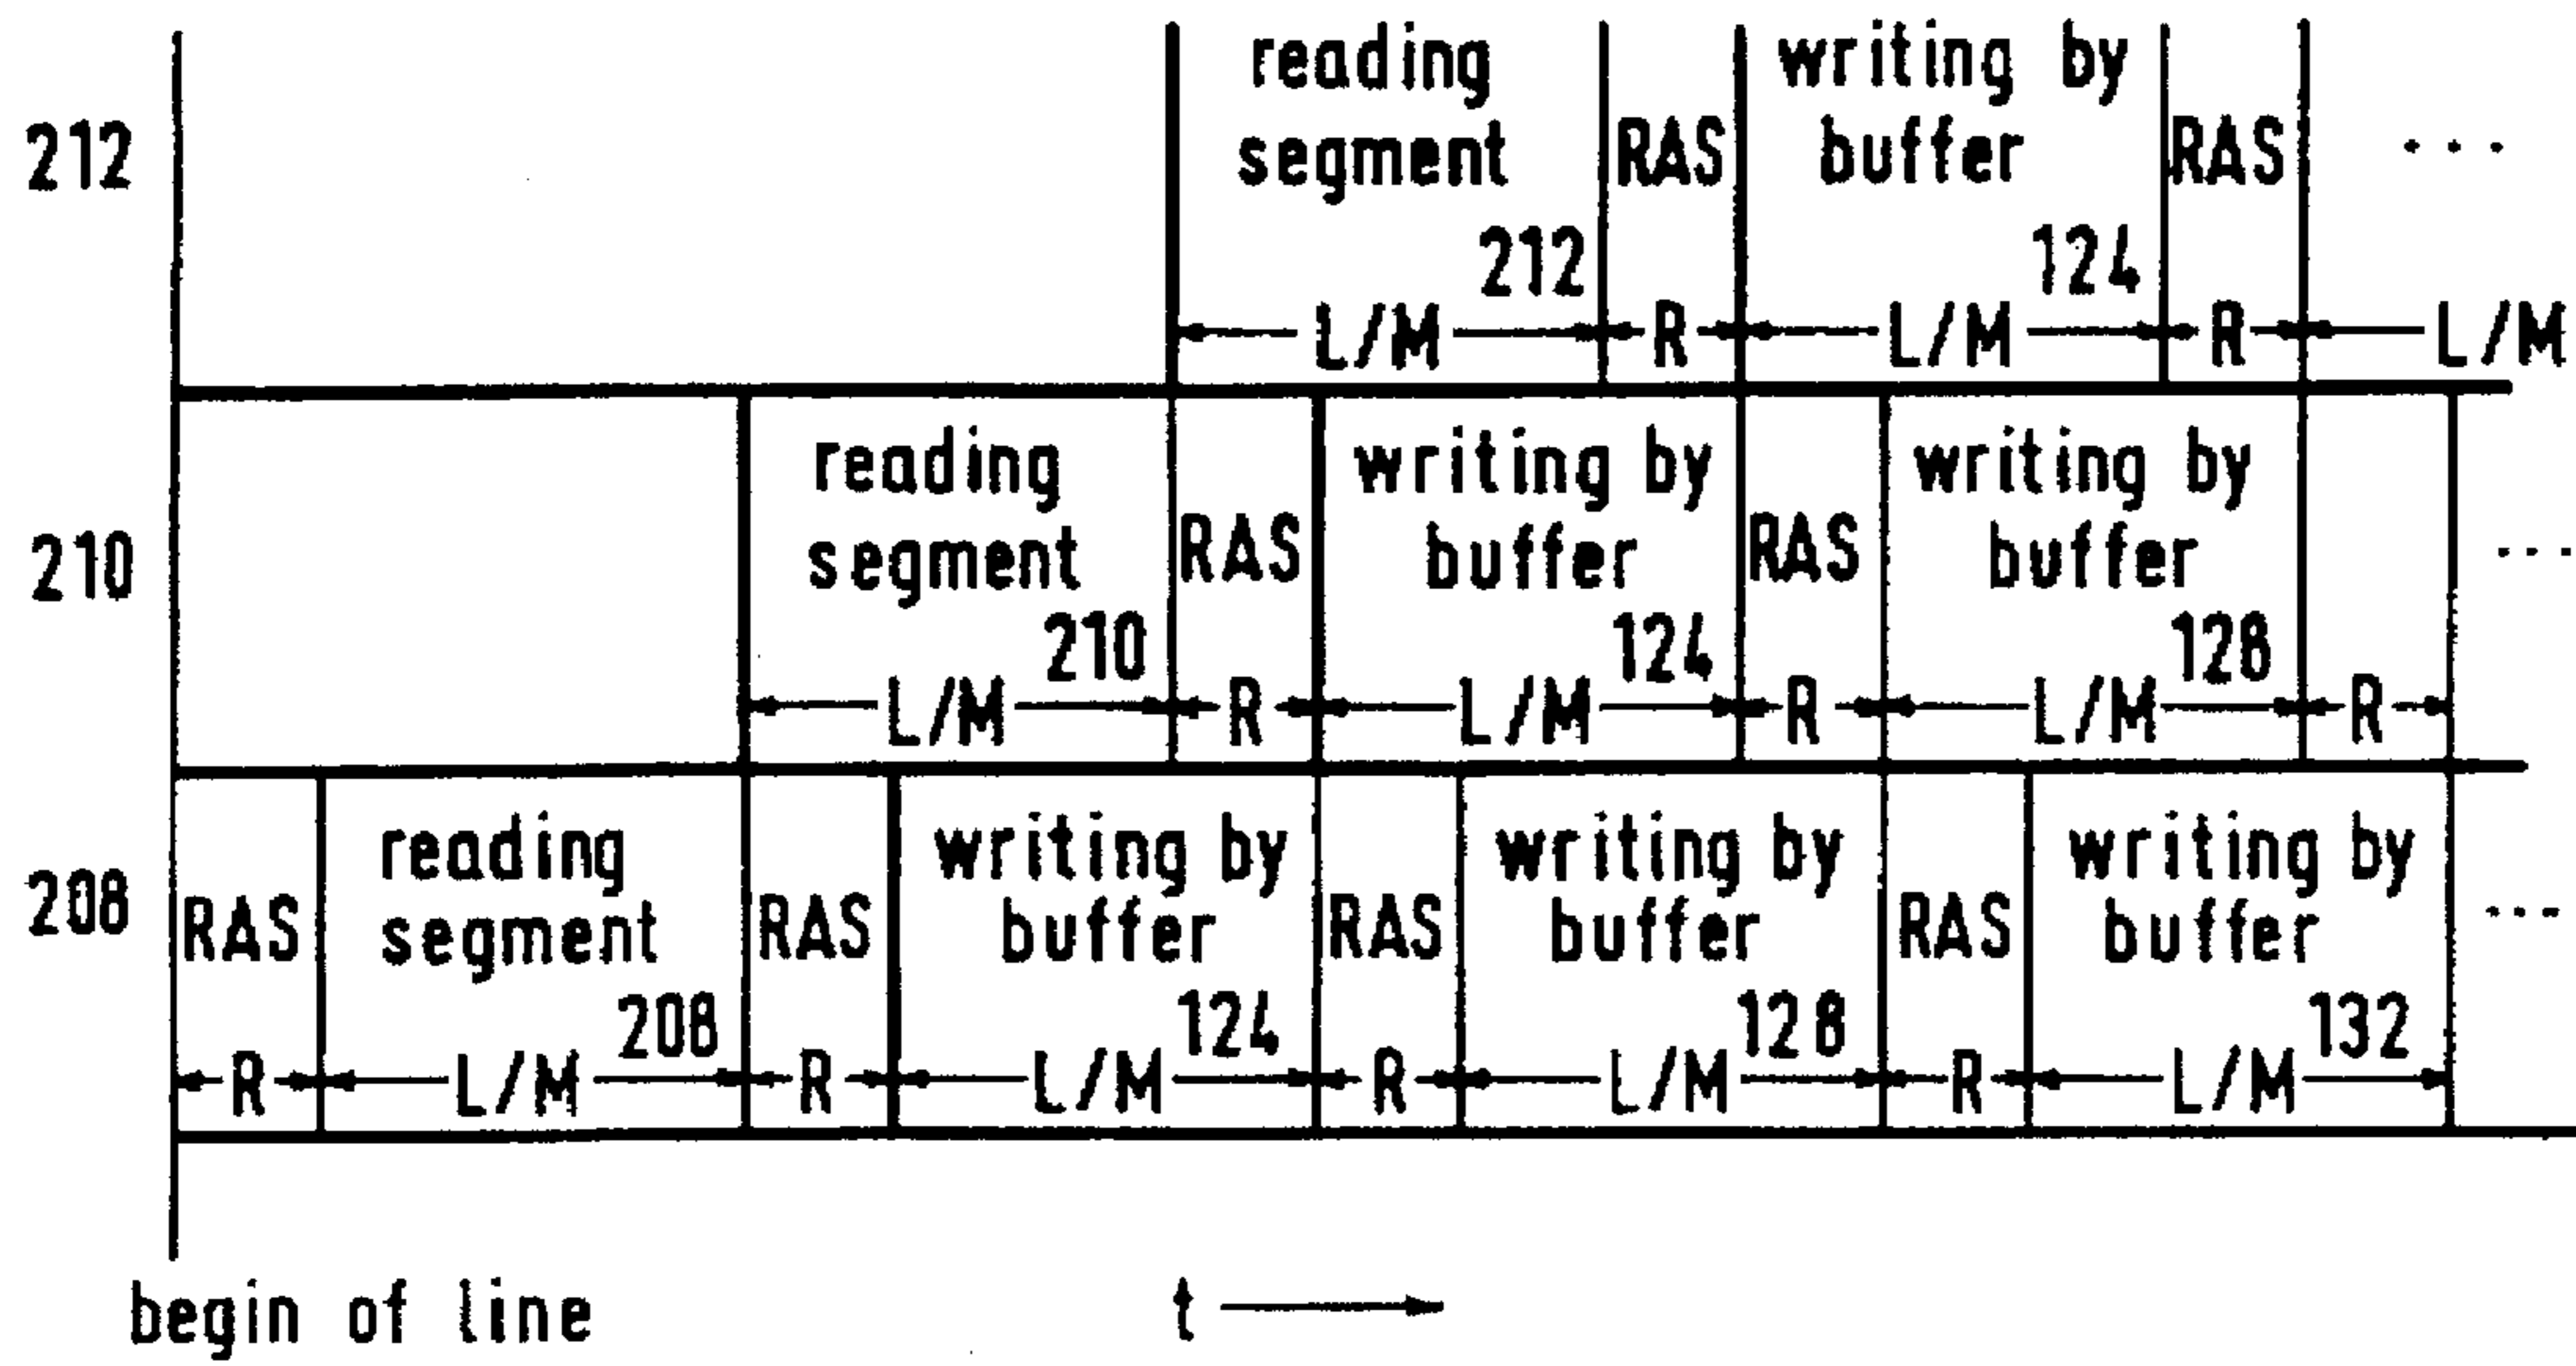 reading writing by
212 segment RAS buffer RAS ...
212 124
L/M R L/M R L/M
reading writing by writing by
210 segment RAS buffer RAS buffer ...
210 124 128
L/M R L/M R L/M R
reading writing by writing by writing by
208 RAS segment RAS buffer RAS buffer RAS buffer ...
208 124 128 132
R L/M R L/M R L/M R L/M
begin of line t